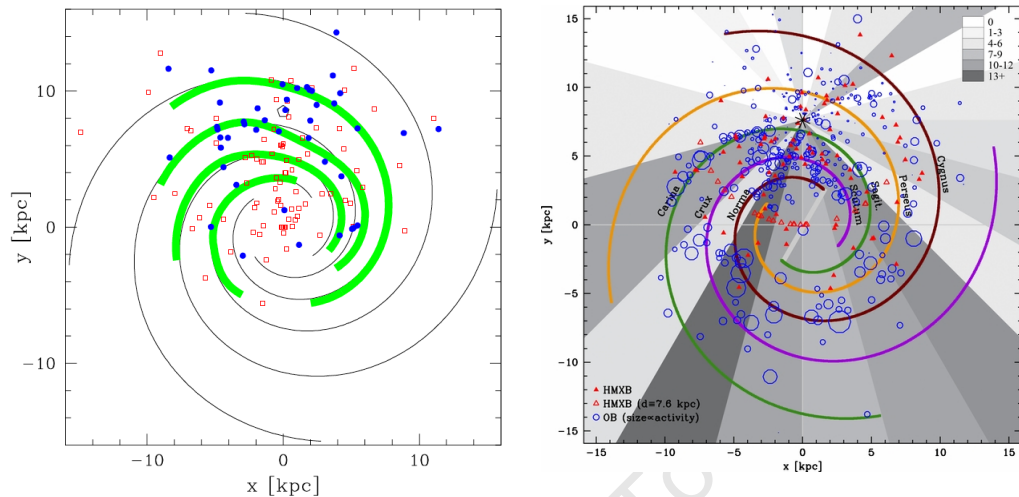 y [kpc]
10
0
−10
−10
0
10
x [kpc]
y [kpc]
15
10
5
0
−5
−10
−15
−15
−10
−5
0
5
10
15
x [kpc]
0
1-3
4-6
7-9
10-12
13+
Carina
Crux
Norma
Scutum
Sagit
Perseus
Cygnus
HMXB
HMXB (d=7.6 kpc)
OB (size∝activity)